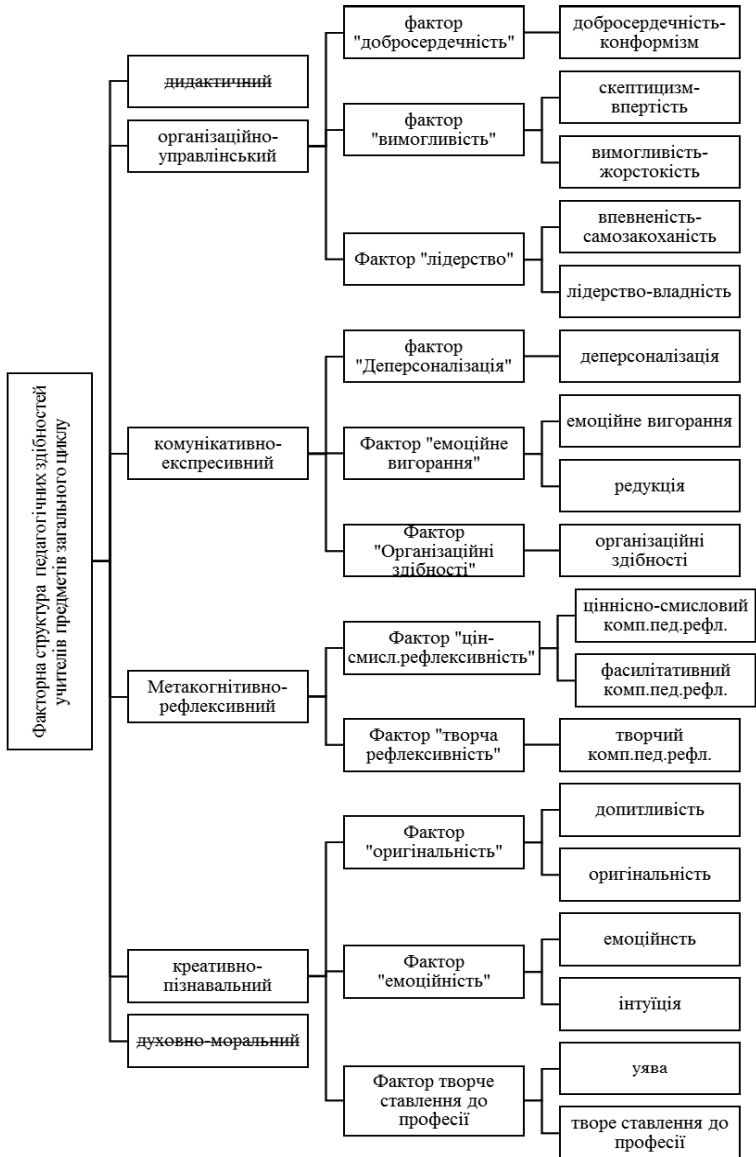 Факторна структура педагогічних здібностей
учителів предметів загального циклу
дидактичний
організаційно-
управлінський
фактор
"добросердечність"
добросердечність-
конформізм
фактор
"вимогливість"
скептицизм-
впертість
вимогливість-
жорстокість
Фактор "лідерство"
впевненість-
самозакоханість
лідерство-владність
комунікативно-
експресивний
фактор
"Деперсоналізація"
деперсоналізація
Фактор "емоційне
вигорання"
емоційне вигорання
редукція
Фактор
"Організаційні
здібності"
організаційні
здібності
Метакогнітивно-
рефлексивний
Фактор "цін-
смисл.рефлексивність"
ціннісно-смисловий
комп.пед.рефл.
фасилітативний
комп.пед.рефл.
Фактор "творча
рефлексивність"
творчий
комп.пед.рефл.
креативно-
пізнавальний
Фактор
"оригінальність"
допитливість
оригінальність
Фактор
"емоційність"
емоційнсть
інтуїція
Фактор творче
ставлення до
професії
уява
творе ставлення до
професії
духовно-моральний